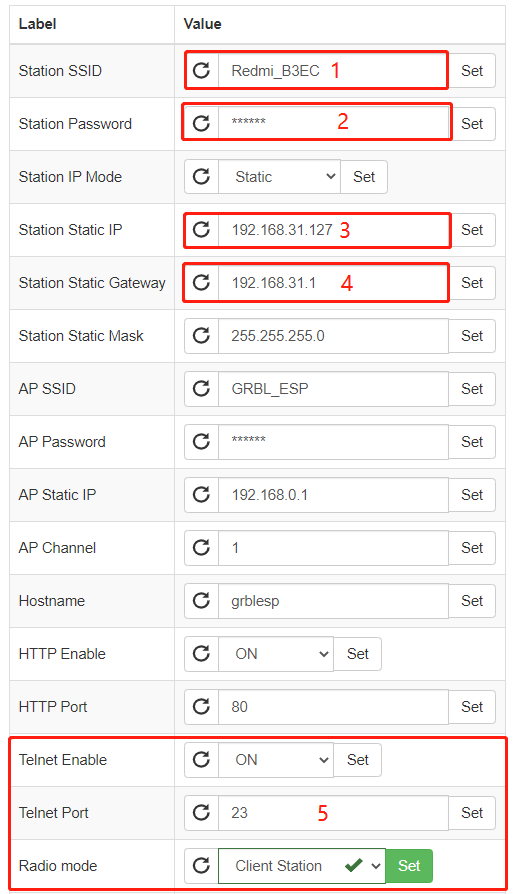 Label Value
Station SSID Redmi_B3EC 1 Set
Station Password ****** 2 Set
Station IP Mode Static Set
Station Static IP 192.168.31.127 3 Set
Station Static Gateway 192.168.31.1 4 Set
Station Static Mask 255.255.255.0 Set
AP SSID GRBL_ESP Set
AP Password ****** Set
AP Static IP 192.168.0.1 Set
AP Channel 1 Set
Hostname grblesp Set
HTTP Enable ON Set
HTTP Port 80 Set
Telnet Enable ON Set
Telnet Port 23 5 Set
Radio mode Client Station Set